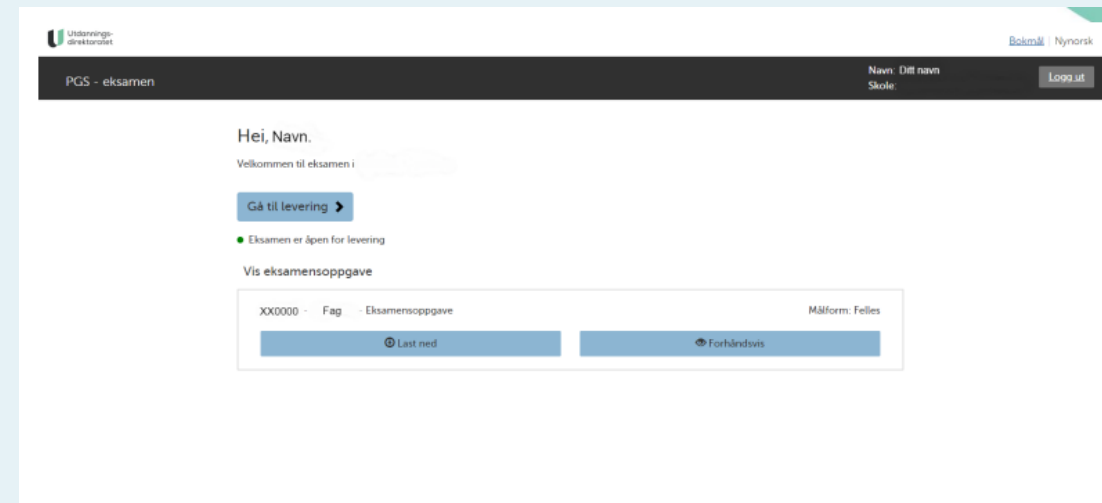 Utdannings-
direktoratet
Bokmål | Nynorsk
PGS - eksamen
Navn: Ditt navn
Skole:
Logg ut
Hei, Navn.
Velkommen til eksamen i
Gå til levering
Eksamen er åpen for levering
Vis eksamensoppgave
XX0000 - Fag - Eksamensoppgave
Målform: Felles
Last ned
Forhåndsvis